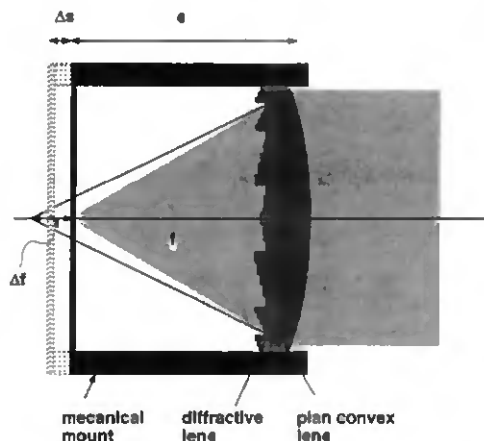 Δs
e
f
Δf
mecanical mount
diffractive lens
plan convex lens